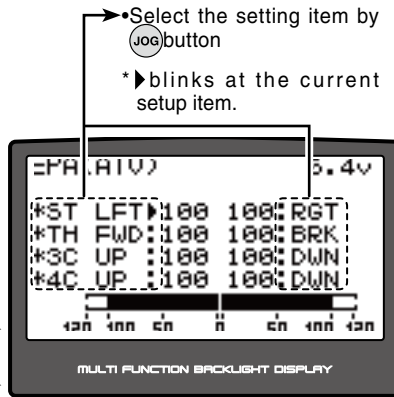 •Select the setting item by
JOG button
* blinks at the current
setup item.
EPA(ATV) 6.4v
*ST LFT 100 100: RGT
*TH FWD: 100 100: BRK
*3C UP : 100 100: DWN
*4C UP : 100 100: DWN
120 100 50 0 50 100 120
MULTI FUNCTION BACKLIGHT DISPLAY